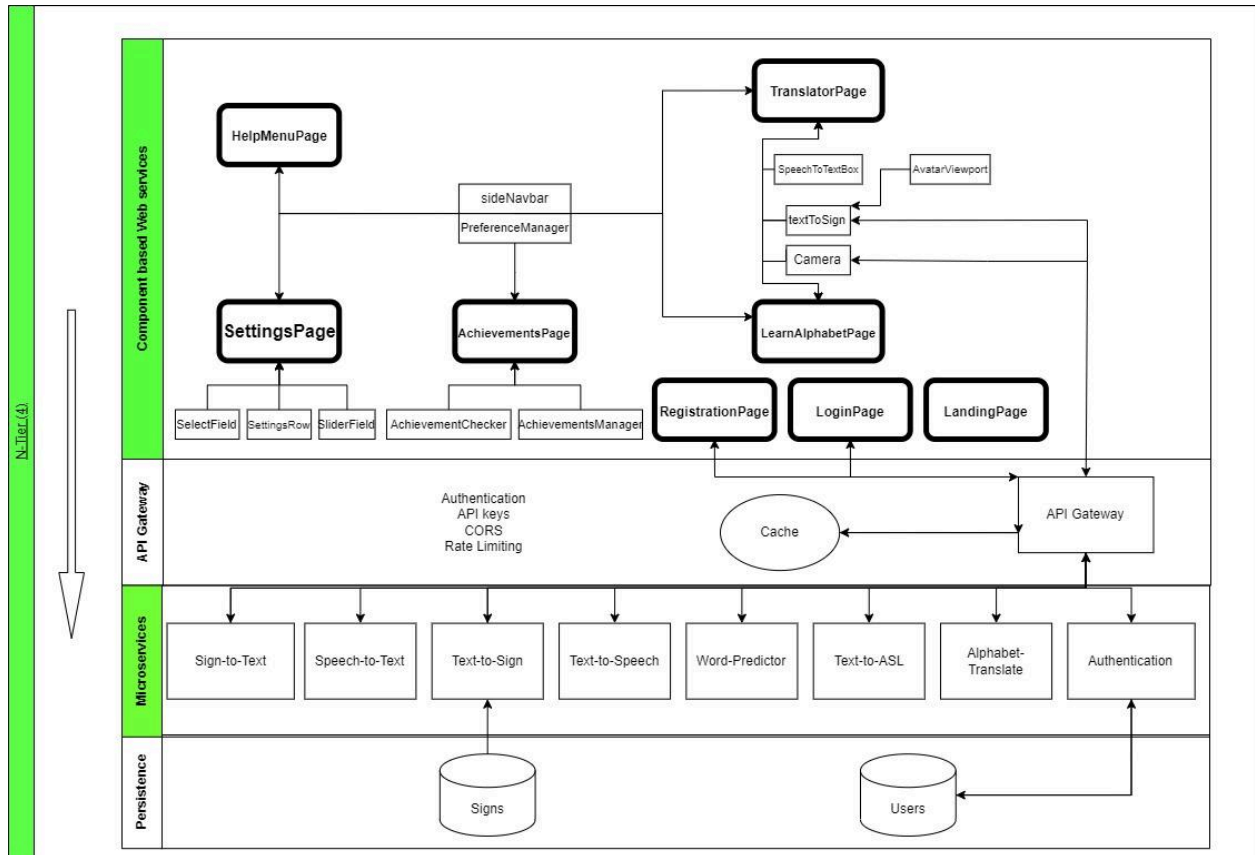 N-Tier (4)
Component based Web services
HelpMenuPage
TranslatorPage
SpeechToTextBox
AvatarViewport
sideNavbar
PreferenceManager
textToSign
Camera
SettingsPage
AchievementsPage
LearnAlphabetPage
SelectField
SettingsRow
SliderField
AchievementChecker
AchievementsManager
RegistrationPage
LoginPage
LandingPage
API Gateway
Authentication
API keys
CORS
Rate Limiting
Cache
API Gateway
Microservices
Sign-to-Text
Speech-to-Text
Text-to-Sign
Text-to-Speech
Word-Predictor
Text-to-ASL
Alphabet-
Translate
Authentication
Persistence
Signs
Users